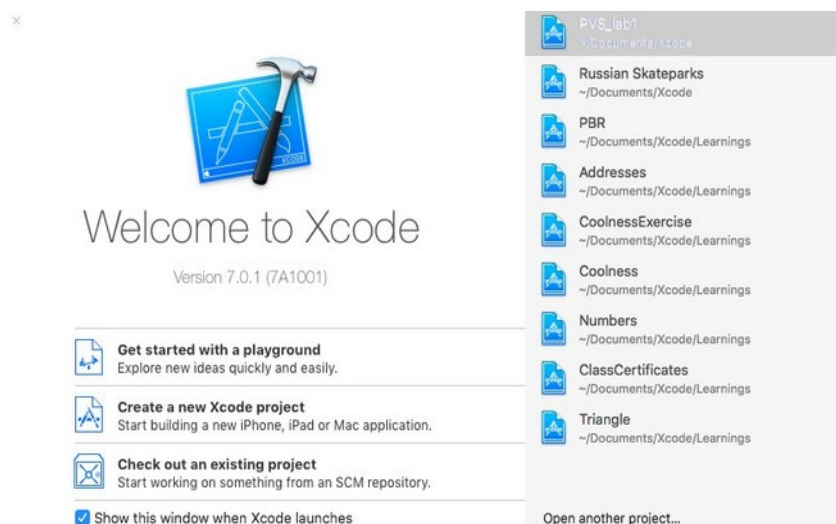 XCODE
Welcome to Xcode
Version 7.0.1 (7A1001)
Get started with a playground
Explore new ideas quickly and easily.
Create a new Xcode project
Start building a new iPhone, iPad or Mac application.
Check out an existing project
Start working on something from an SCM repository.
Show this window when Xcode launches
PVS_lab1
~/Documents/Xcode
Russian Skateparks
~/Documents/Xcode
PBR
~/Documents/Xcode/Learnings
Addresses
~/Documents/Xcode/Learnings
CoolnessExercise
~/Documents/Xcode/Learnings
Coolness
~/Documents/Xcode/Learnings
Numbers
~/Documents/Xcode/Learnings
ClassCertificates
~/Documents/Xcode/Learnings
Triangle
~/Documents/Xcode/Learnings
Open another project...